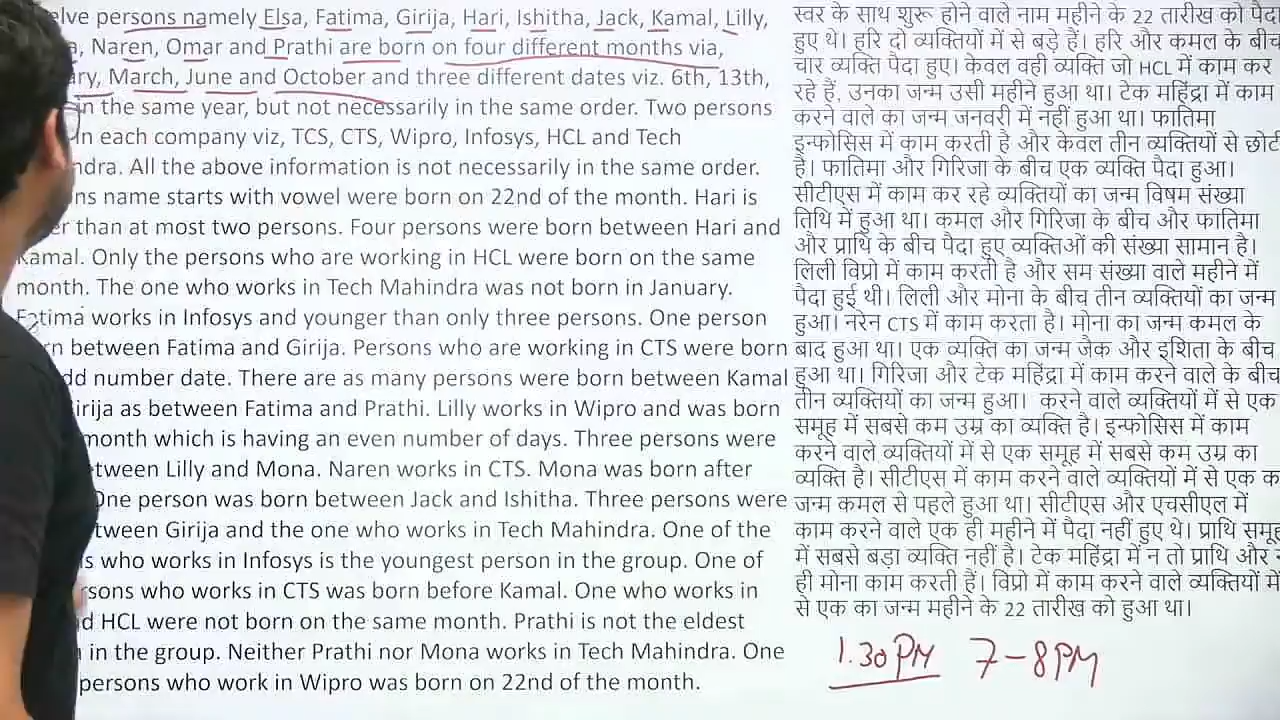 persons namely Elsa, Fatima, Girija, Hari, Ishitha, Jack, Kamal, Lilly,
Naren, Omar and Prathi are born on four different months via,
March, June and October and three different dates viz. 6th, 13th,
in the same year, but not necessarily in the same order. Two persons
in each company viz, TCS, CTS, Wipro, Infosys, HCL and Tech
All the above information is not necessarily in the same order.
name starts with vowel were born on 22nd of the month. Hari is
than at most two persons. Four persons were born between Hari and
Kamal. Only the persons who are working in HCL were born on the same
month. The one who works in Tech Mahindra was not born in January.
Fatima works in Infosys and younger than only three persons. One person
between Fatima and Girija. Persons who are working in CTS were born
number date. There are as many persons were born between Kamal
as between Fatima and Prathi. Lilly works in Wipro and was born
month which is having an even number of days. Three persons were
between Lilly and Mona. Naren works in CTS. Mona was born after
One person was born between Jack and Ishitha. Three persons were
between Girija and the one who works in Tech Mahindra. One of the
who works in Infosys is the youngest person in the group. One of
who works in CTS was born before Kamal. One who works in
HCL were not born on the same month. Prathi is not the eldest
in the group. Neither Prathi nor Mona works in Tech Mahindra. One
persons who work in Wipro was born on 22nd of the month.
स्वर के साथ शुरू होने वाले नाम महीने के 22 तारीख को पैदा
हुए थे। हरि दो व्यक्तियों में से बड़े हैं। हरि और कमल के बीच
चार व्यक्ति पैदा हुए। केवल वही व्यक्ति जो HCL में काम कर
रहे हैं, उनका जन्म उसी महीने हुआ था। टेक महिंद्रा में काम
करने वाले का जन्म जनवरी में नहीं हुआ था। फातिमा
इन्फोसिस में काम करती है और केवल तीन व्यक्तियों से छोटी
है। फातिमा और गिरिजा के बीच एक व्यक्ति पैदा हुआ।
सीटीएस में काम कर रहे व्यक्तियों का जन्म विषम संख्या
तिथि में हुआ था। कमल और गिरिजा के बीच और फातिमा
और प्राथि के बीच पैदा हुए व्यक्तिओं की संख्या सामान है।
लिली विप्रो में काम करती है और सम संख्या वाले महीने में
पैदा हुई थी। लिली और मोना के बीच तीन व्यक्तियों का जन्म
हुआ। नरेन CTS में काम करता है। मोना का जन्म कमल के
बाद हुआ था। एक व्यक्ति का जन्म जैक और इशिता के बीच
हुआ था। गिरिजा और टेक महिंद्रा में काम करने वाले के बीच
तीन व्यक्तियों का जन्म हुआ। करने वाले व्यक्तियों में से एक
समूह में सबसे कम उम्र का व्यक्ति है। इन्फोसिस में काम
करने वाले व्यक्तियों में से एक समूह में सबसे कम उम्र का
व्यक्ति है। सीटीएस में काम करने वाले व्यक्तियों में से एक
जन्म कमल से पहले हुआ था। सीटीएस और एचसीएल में
काम करने वाले एक ही महीने में पैदा नहीं हुए थे। प्राथि समूह
में सबसे बड़ा व्यक्ति नहीं है। टेक महिंद्रा में न तो प्राथि और न
ही मोना काम करती हैं। विप्रो में काम करने वाले व्यक्तियों में
से एक का जन्म महीने के 22 तारीख को हुआ था।
1.30 PM 7-8PM